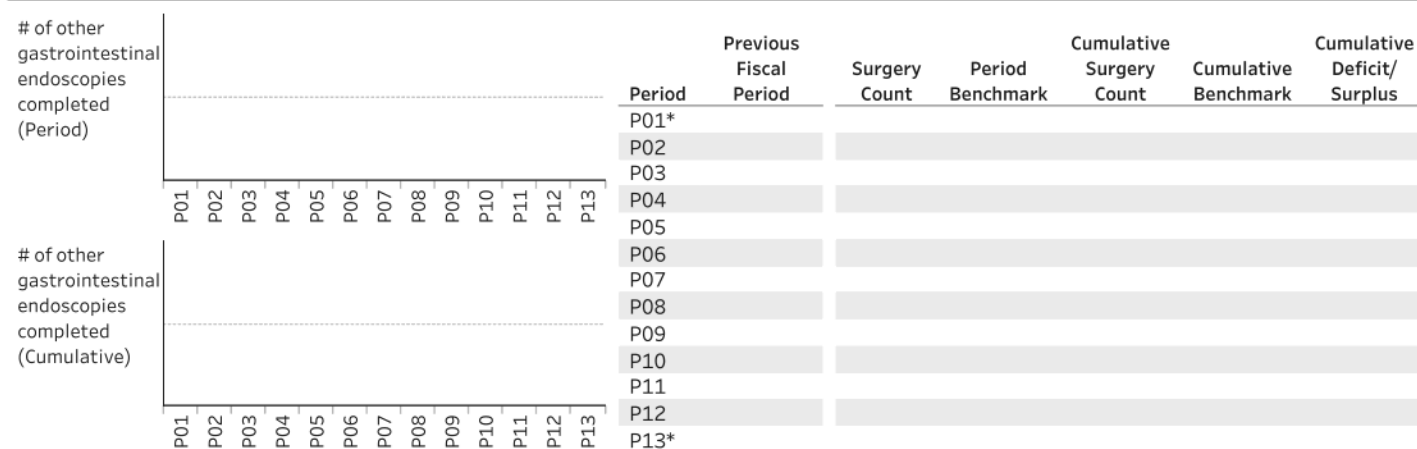 # of other
gastrointestinal
endoscopies
completed
(Period)
P01 P02 P03 P04 P05 P06 P07 P08 P09 P10 P11 P12 P13
# of other
gastrointestinal
endoscopies
completed
(Cumulative)
P01 P02 P03 P04 P05 P06 P07 P08 P09 P10 P11 P12 P13
Previous Cumulative Cumulative
Fiscal Surgery Period Surgery Cumulative Deficit/
Period Period Count Benchmark Count Benchmark Surplus
P01*
P02
P03
P04
P05
P06
P07
P08
P09
P10
P11
P12
P13*